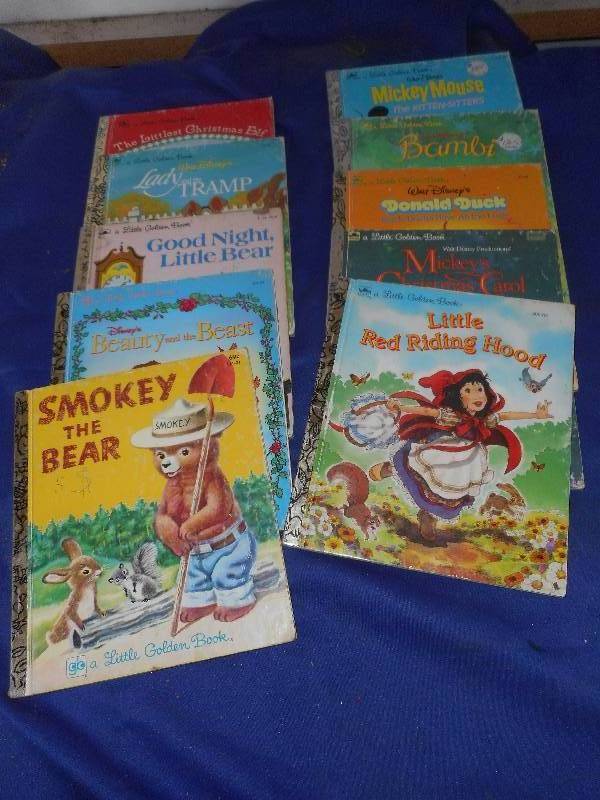 a Little Golden Book
The Littlest Christmas Elf
a Little Golden Book
Walt Disney's
Lady
and the
TRAMP
a Little Golden Book
Good Night,
Little Bear
Disney's
Beauty and the Beast
SMOKEY
THE
BEAR
SMOKEY
a Little Golden Book
a Little Golden Book
Walt Disney's
Mickey Mouse
The KITTEN-SITTERS
Bambi
Walt Disney's
Donald Duck
a Little Golden Book
Walt Disney Productions'
Mickey's
Christmas Carol
a Little Golden Book
Little
Red Riding Hood